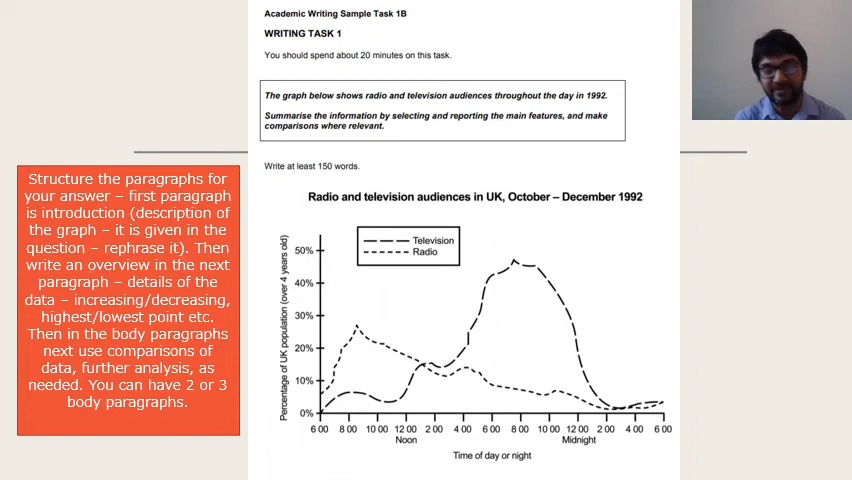 Academic Writing Sample Task 1B
WRITING TASK 1
You should spend about 20 minutes on this task.
The graph below shows radio and television audiences throughout the day in 1992.
Summarise the information by selecting and reporting the main features, and make
comparisons where relevant.
Write at least 150 words.
Structure the paragraphs for
your answer – first paragraph
is introduction (description of
the graph – it is given in the
question – rephrase it). Then
write an overview in the next
paragraph – details of the
data – increasing/decreasing,
highest/lowest point etc.
Then in the body paragraphs
next use comparisons of
data, further analysis, as
needed. You can have 2 or 3
body paragraphs.
Radio and television audiences in UK, October – December 1992
Television
Radio
Percentage of UK population (over 4 years old)
50%
40%
30%
20%
10%
0%
6 00 8 00 10 00 12 00 2 00 4 00 6 00 8 00 10 00 12 00 2 00 4 00 6 00
Noon Midnight
Time of day or night